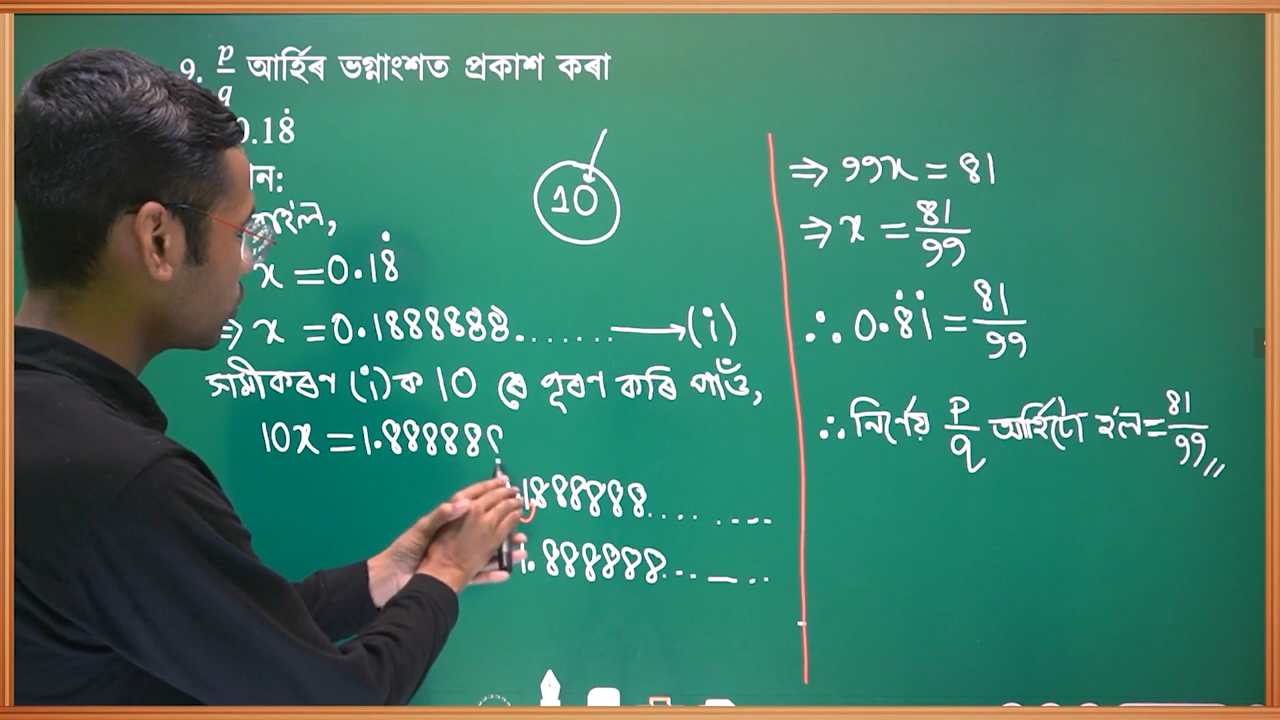 9. p/q আৰ্হিৰ ভগ্নাংশত প্ৰকাশ কৰা
0.18̇
10
x = 0.18̇
⇒ x = 0.1888888....... ⟶ (i)
সমীকৰণ (i) ক 10 ৰে পূৰণ কৰি পাওঁ,
10x = 1.888888
1888888.... ....
1.888888... — ..
⇒ 99x = 81
⇒ x = 81/99
∴ 0.8̇1̇ = 81/99
∴ নিৰ্ণেয় p/q আৰ্হিটো হ'ল = 81/99,,